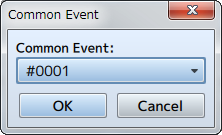 Common Event
Common Event:
#0001
OK
Cancel